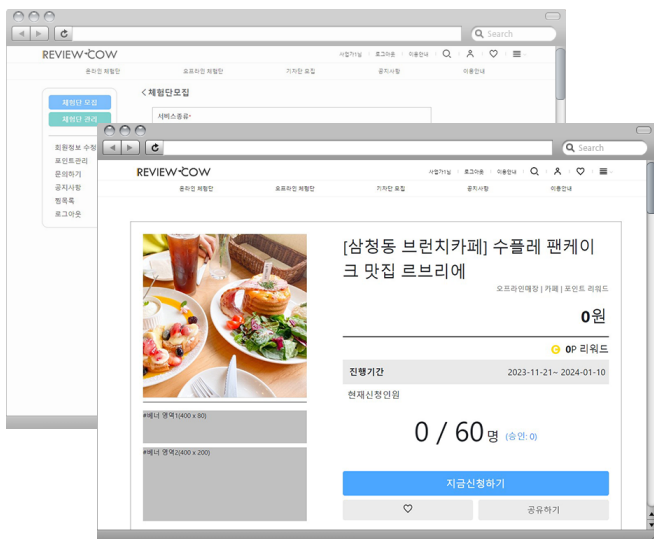 Search
REVIEW COW
사업가1님
로그아웃
이용안내
온라인 체험단
오프라인 체험단
기자단 모집
공지사항
이용안내
체험단 모집
체험단 관리
회원정보 수정
포인트관리
문의하기
공지사항
찜목록
로그아웃
<체험단모집
서비스종류*
Search
REVIEW COW
사업가1님
로그아웃
이용안내
온라인 체험단
오프라인 체험단
기자단 모집
공지사항
이용안내
[삼청동 브런치카페] 수플레 팬케이
크 맛집 르브리에
오프라인매장 | 카페 | 포인트 리워드
0원
0P 리워드
진행기간 2023-11-21~ 2024-01-10
현재신청인원
0 / 60 명 (승인: 0)
지금신청하기
공유하기
#베너 영역1(400 x 80)
#베너 영역2(400 x 200)